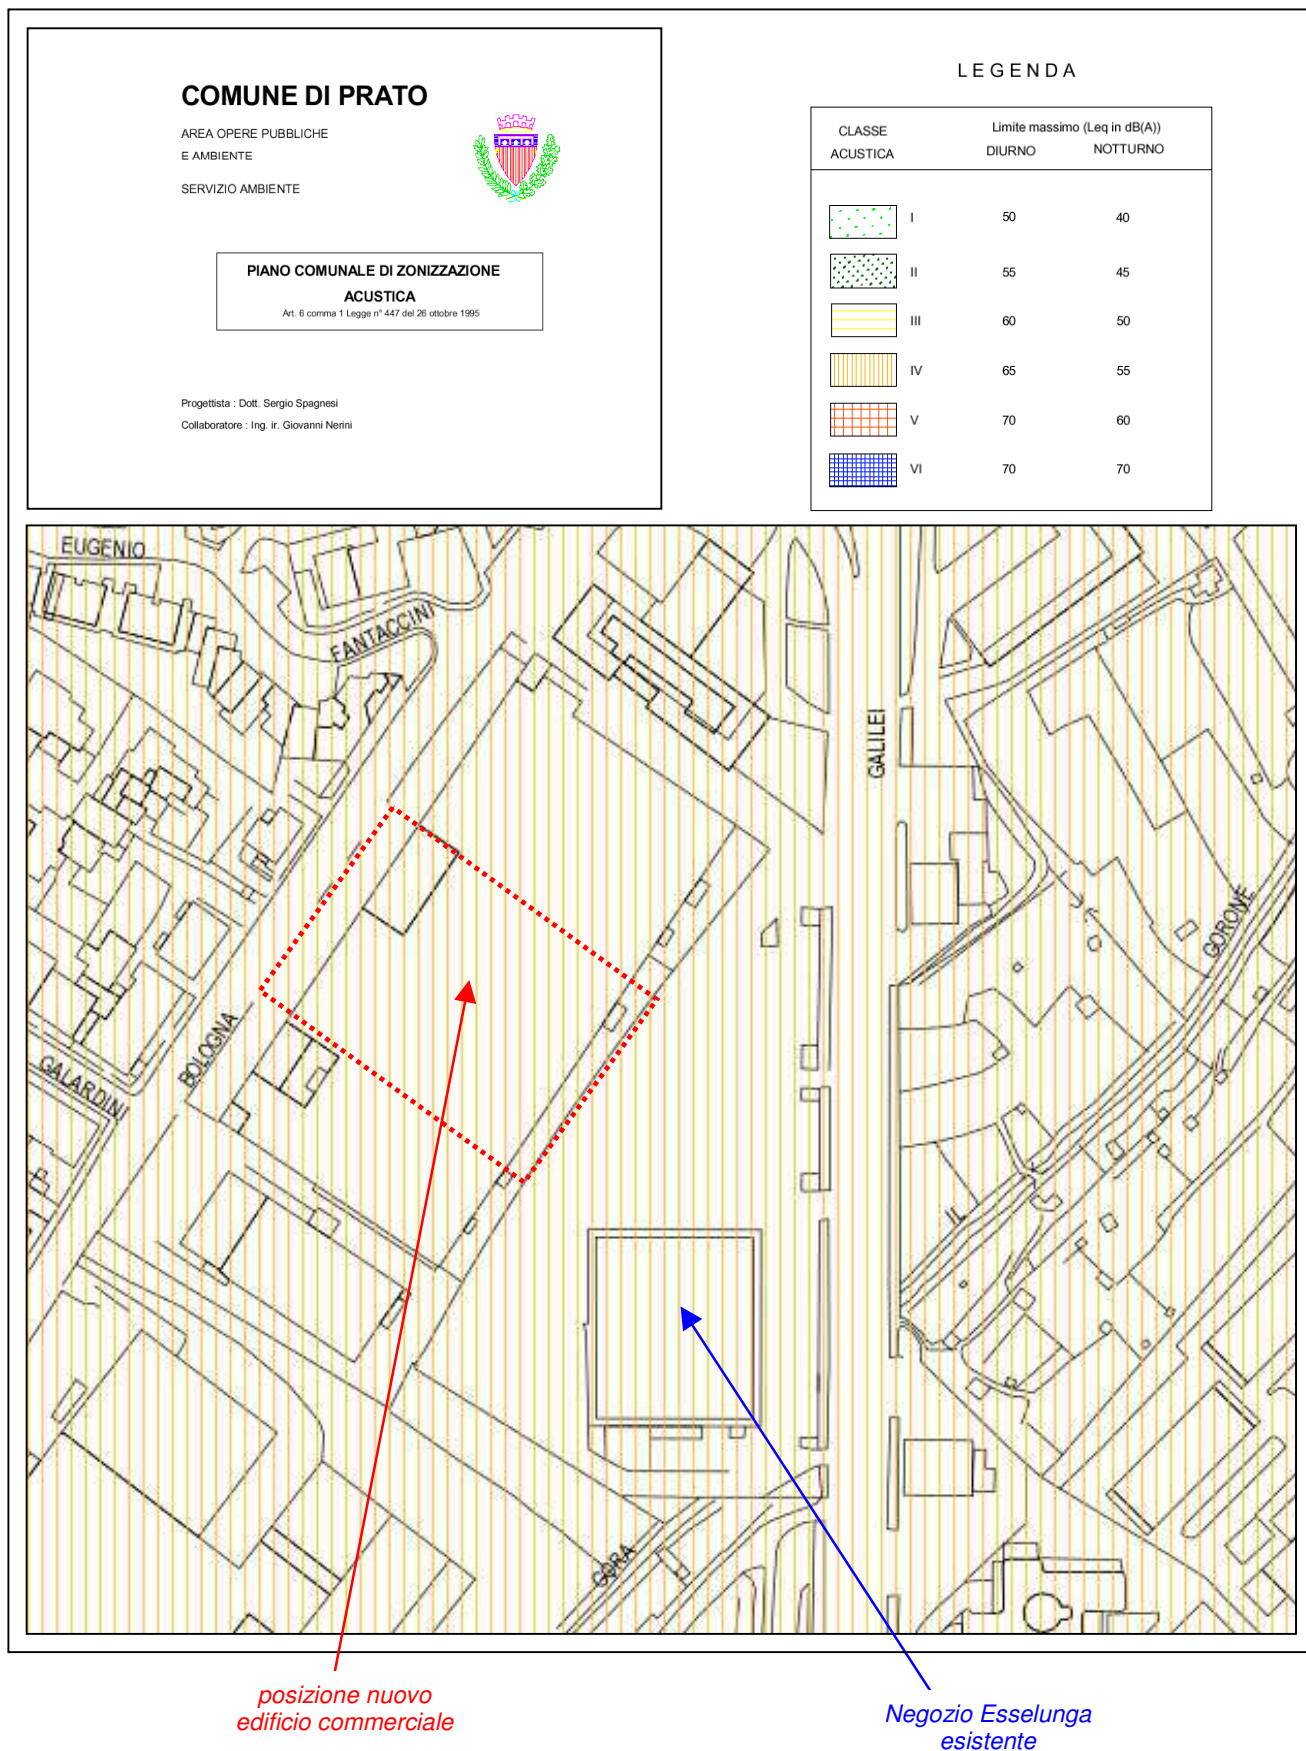 COMUNE DI PRATO
AREA OPERE PUBBLICHE
E AMBIENTE
SERVIZIO AMBIENTE
PIANO COMUNALE DI ZONIZZAZIONE
ACUSTICA
Art. 6 comma 1 Legge n° 447 del 26 ottobre 1995
Progettista : Dott. Sergio Spagnesi
Collaboratore : Ing. ir. Giovanni Nerini
LEGENDA
CLASSE ACUSTICA
Limite massimo (Leq in dB(A))
DIURNO NOTTURNO
I 50 40
II 55 45
III 60 50
IV 65 55
V 70 60
VI 70 70
EUGENIO
FANTACCINI
GALILEI
GORONE
BOLOGNA
GALARDINI
IL
GORA
posizione nuovo
edificio commerciale
Negozio Esselunga
esistente